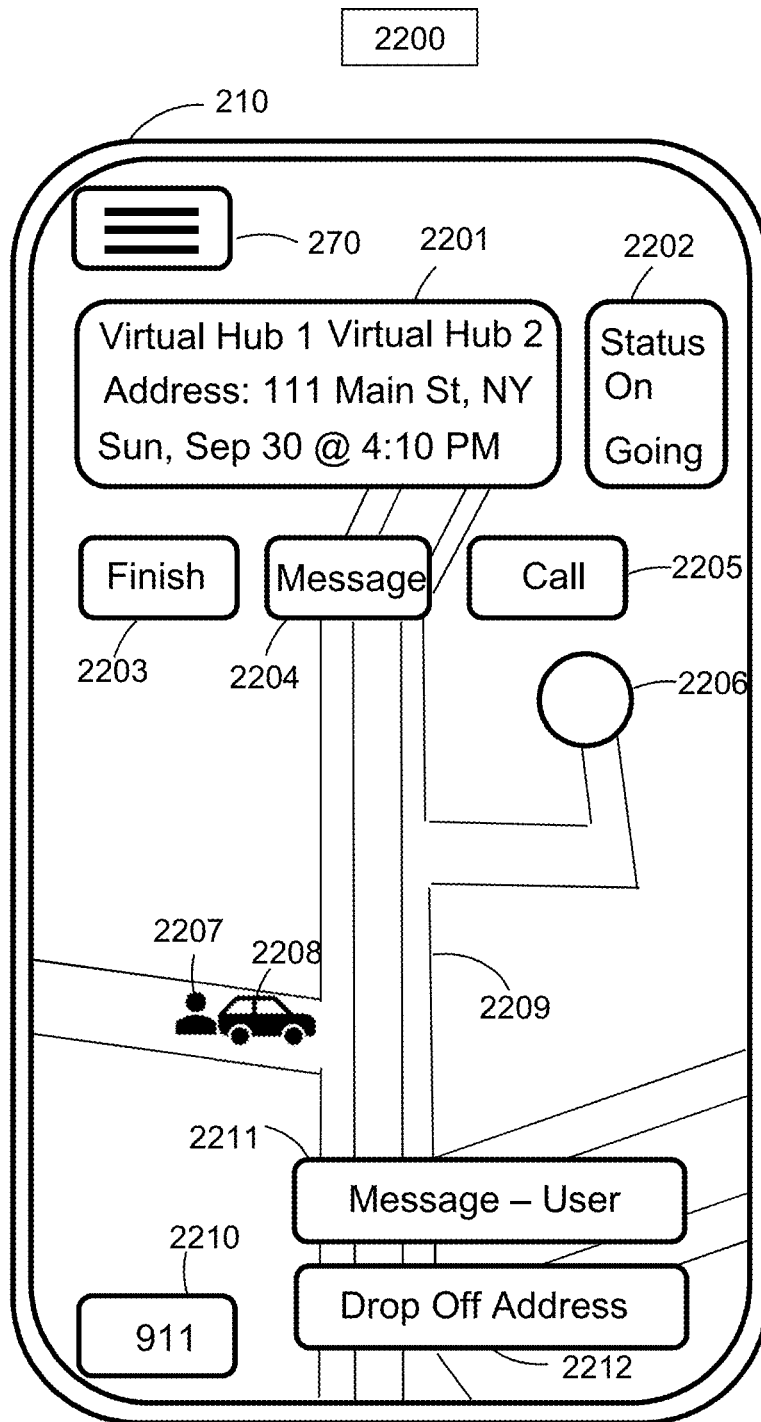 2200
210
270
2201
2202
Virtual Hub 1 Virtual Hub 2
Address: 111 Main St, NY
Sun, Sep 30 @ 4:10 PM
Status
On
Going
Finish
Message
Call
2205
2203
2204
2206
2207
2208
2209
2211
Message – User
2210
Drop Off Address
911
2212